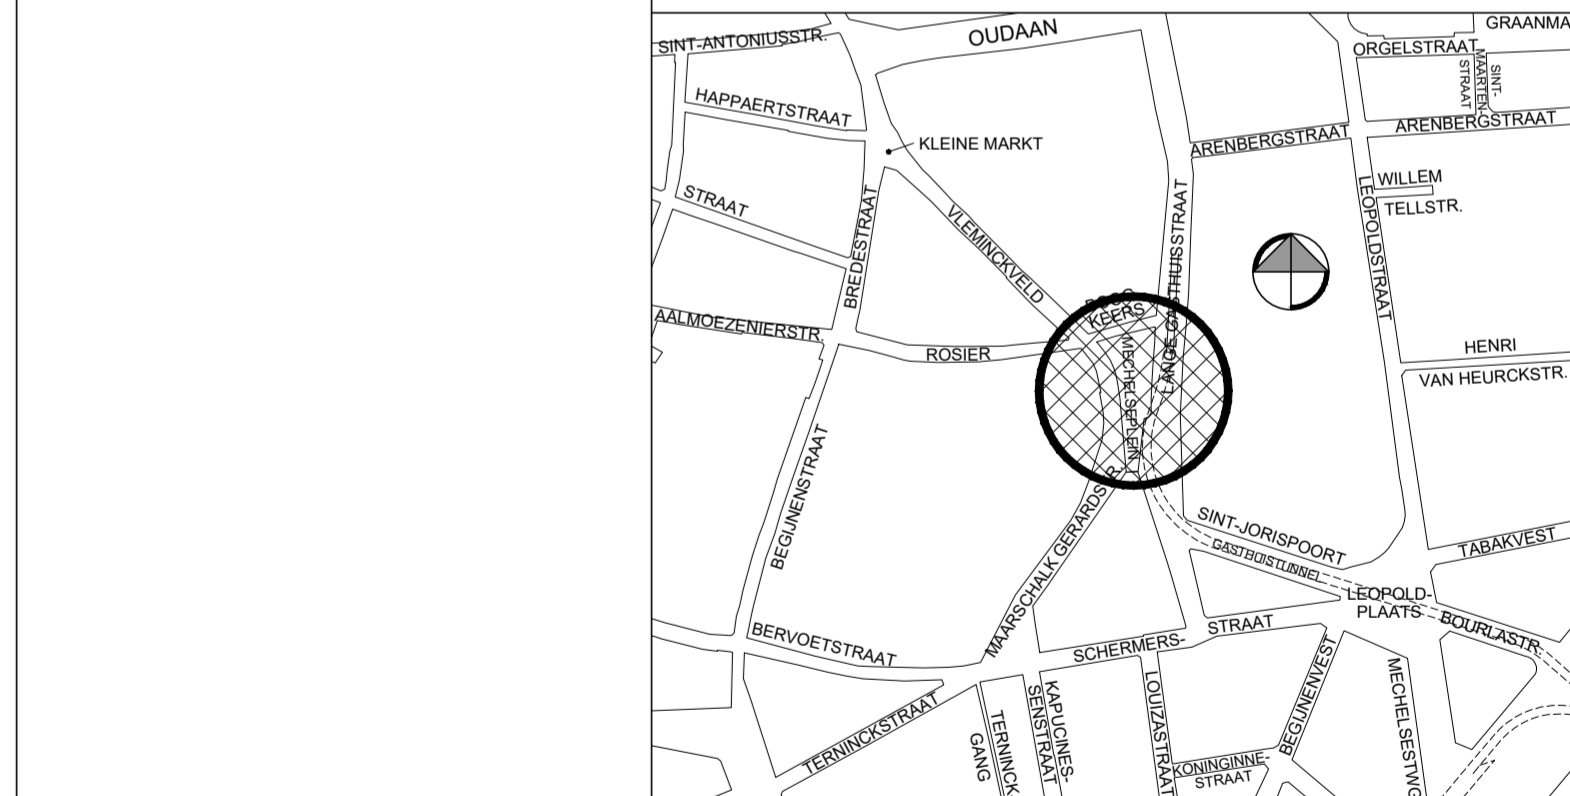 SINT-ANTONIUSSTR.
OUDAAN
GRAANMA
ORGELSTRAAT
SINT-
MAARTEN-
STRAAT
HAPPAERTSTRAAT
KLEINE MARKT
ARENBERGSTRAAT
ARENBERGSTRAAT
STRAAT
BREDESTRAAT
VLEMINCKVELD
LANGE GASTHUISSTRAAT
LEOPOLDSTRAAT
WILLEM
TELLSTR.
AALMOEZENIERSTR.
ROSIER
KEERS
MECHELSEPLEIN
HENRI
VAN HEURCKSTR.
BEGIJNENSTRAAT
MAARSCHALK GERARDSTR.
SINT-JORISPOORT
GASTHUISTUNNEL
TABAKVEST
LEOPOLD-
PLAATS
BOURLASTR.
BERVOETSTRAAT
SCHERMERS-
STRAAT
TERNINCKSTRAAT
TERNINCK
GANG
KAPUCINES-
SENSTRAAT
LOUIZASTRAAT
BEGIJNENVEST
KONINGINNE-
STRAAT
MECHELSESTWG